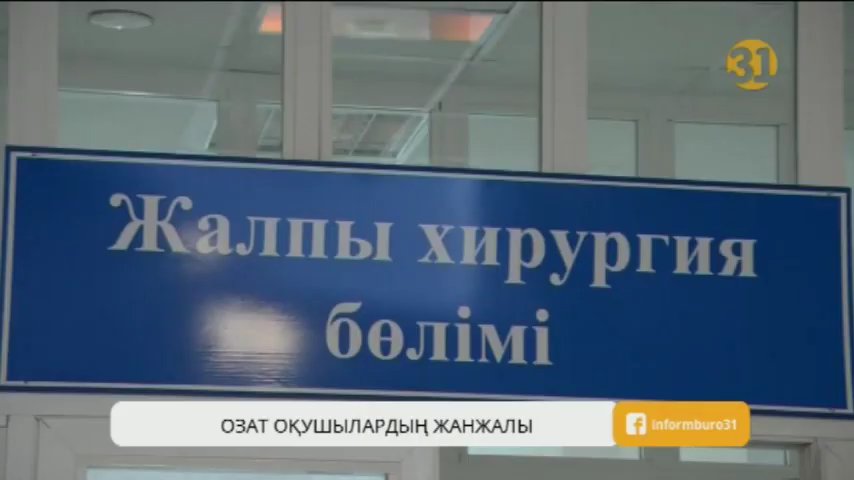 31
Жалпы хирургия
бөлімі
ОЗАТ ОҚУШЫЛАРДЫҢ ЖАНЖАЛЫ
informburo31